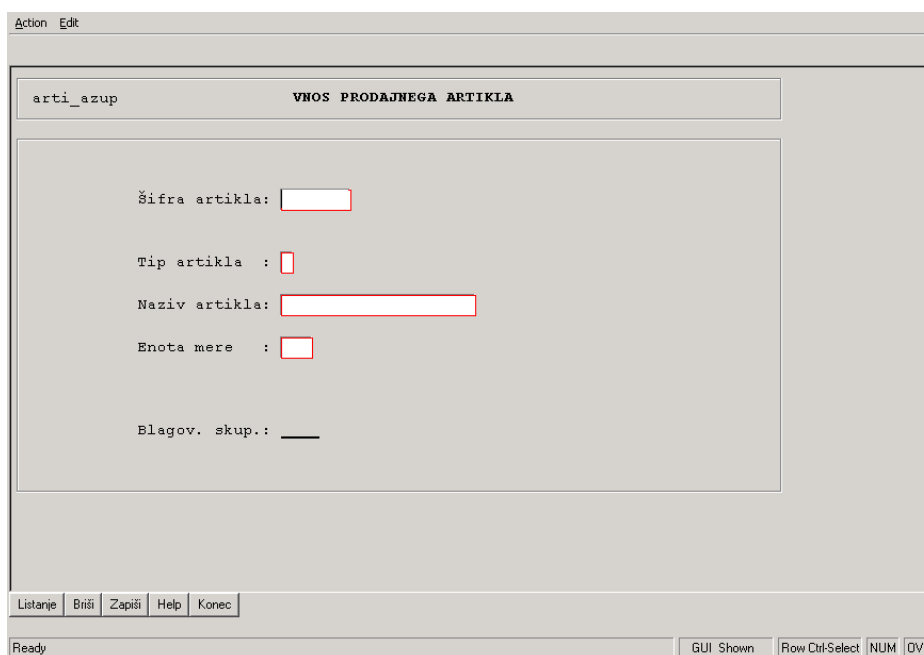 Action Edit
arti_azup VNOS PRODAJNEGA ARTIKLA
Šifra artikla:
Tip artikla :
Naziv artikla:
Enota mere :
Blagov. skup.:
Listanje Briši Zapiši Help Konec
Ready GUI Shown Row Ctrl-Select NUM OV